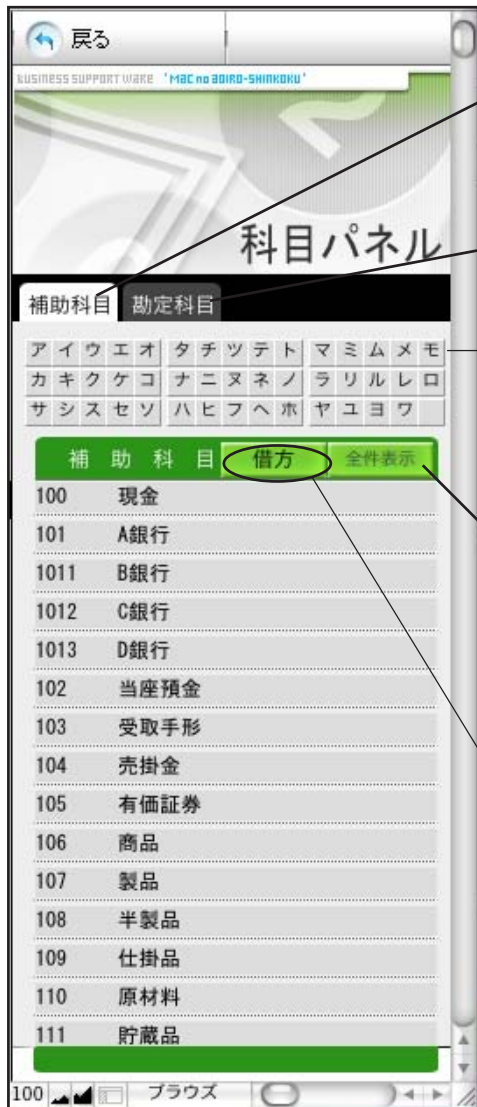 戻る
BUSINESS SUPPORT WARE 'MAC no AOIRO-SHINKOKU'
科目パネル
補助科目 勘定科目
アイウエオ タチツテト マミムメモ
カキクケコ ナニヌネノ ラリルレロ
サシスセソ ハヒフヘホ ヤユヨワ
補助科目 借方 全件表示
100 現金
101 A銀行
1011 B銀行
1012 C銀行
1013 D銀行
102 当座預金
103 受取手形
104 売掛金
105 有価証券
106 商品
107 製品
108 半製品
109 仕掛品
110 原材料
111 貯蔵品
100 ブラウズ